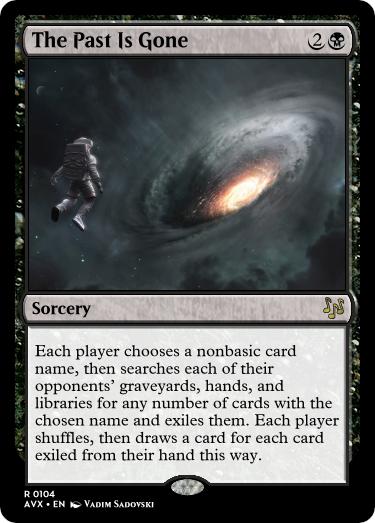 The Past Is Gone 2
Sorcery
Each player chooses a nonbasic card
name, then searches each of their
opponents' graveyards, hands, and
libraries for any number of cards with the
chosen name and exiles them. Each player
shuffles, then draws a card for each card
exiled from their hand this way.
R 0104
AVX • EN Vadim Sadovski